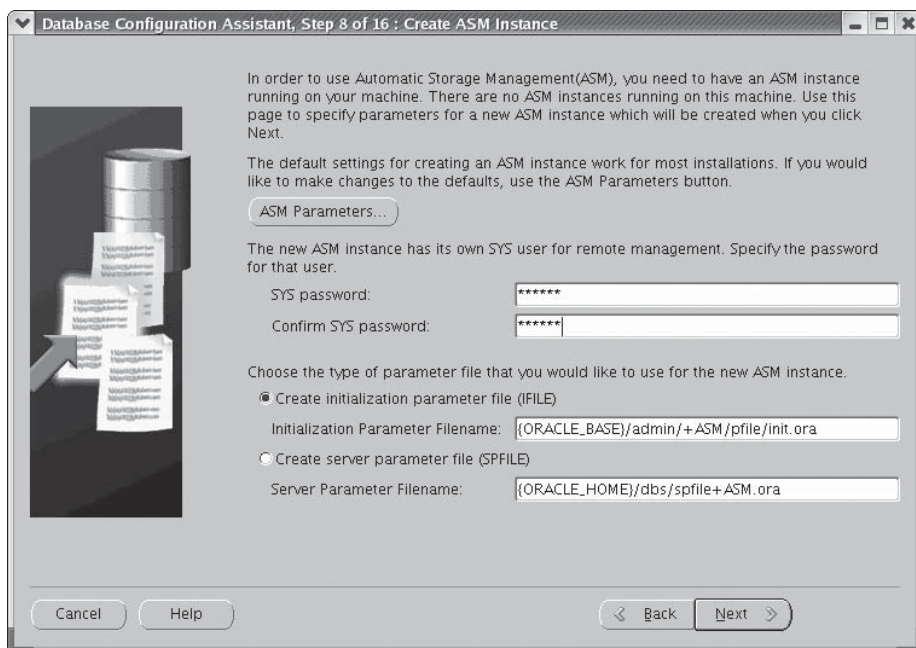 Database Configuration Assistant, Step 8 of 16 : Create ASM Instance
In order to use Automatic Storage Management(ASM), you need to have an ASM instance
running on your machine. There are no ASM instances running on this machine. Use this
page to specify parameters for a new ASM instance which will be created when you click
Next.
The default settings for creating an ASM instance work for most installations. If you would
like to make changes to the defaults, use the ASM Parameters button.
ASM Parameters...
The new ASM instance has its own SYS user for remote management. Specify the password
for that user.
SYS password: ******
Confirm SYS password: ******
Choose the type of parameter file that you would like to use for the new ASM instance.
Create initialization parameter file (IFILE)
Initialization Parameter Filename: {ORACLE_BASE}/admin/+ASM/pfile/init.ora
Create server parameter file (SPFILE)
Server Parameter Filename: {ORACLE_HOME}/dbs/spfile+ASM.ora
Cancel Help Back Next